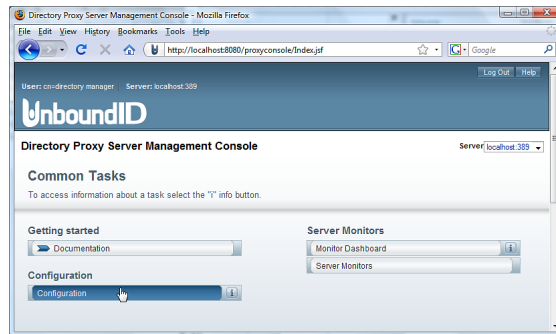 Directory Proxy Server Management Console - Mozilla Firefox
File Edit View History Bookmarks Tools Help
http://localhost:8080/proxyconsole/Index.jsf
G Google
Log Out Help
User: cn=directory manager Server: localhost:389
UnboundID
Directory Proxy Server Management Console
Server localhost:389
Common Tasks
To access information about a task select the "i" info button.
Getting started
Server Monitors
Documentation
Monitor Dashboard i
Server Monitors
Configuration
Configuration i